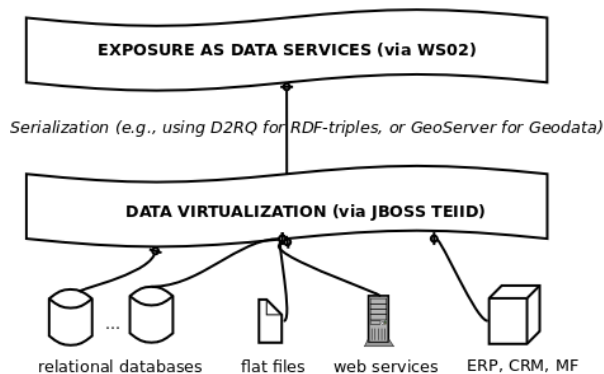 EXPOSURE AS DATA SERVICES (via WS02)
Serialization (e.g., using D2RQ for RDF-triples, or GeoServer for Geodata)
DATA VIRTUALIZATION (via JBOSS TEIID)
...
relational databases flat files web services ERP, CRM, MF